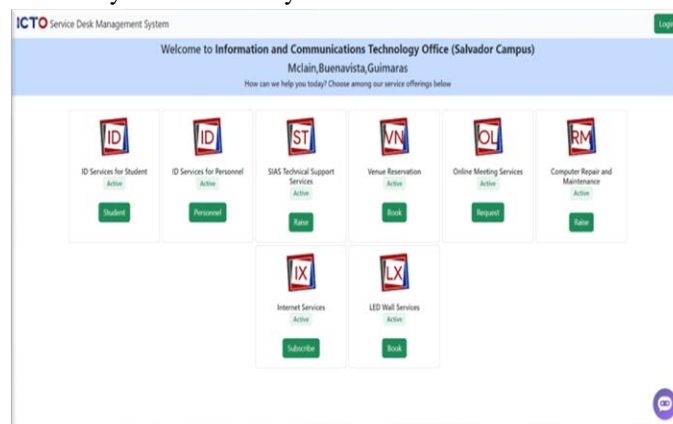 ICTO Service Desk Management System
Login
Welcome to Information and Communications Technology Office (Salvador Campus)
Mclain,Buenavista,Guimaras
How can we help you today? Choose among our service offerings below
ID
ID Services for Student
Active
Student
ID
ID Services for Personnel
Active
Personnel
ST
SIAS Technical Support
Services
Active
Raise
VN
Venue Reservation
Active
Book
OL
Online Meeting Services
Active
Request
RM
Computer Repair and
Maintenance
Active
Raise
IX
Internet Services
Active
Subscribe
LX
LED Wall Services
Active
Book